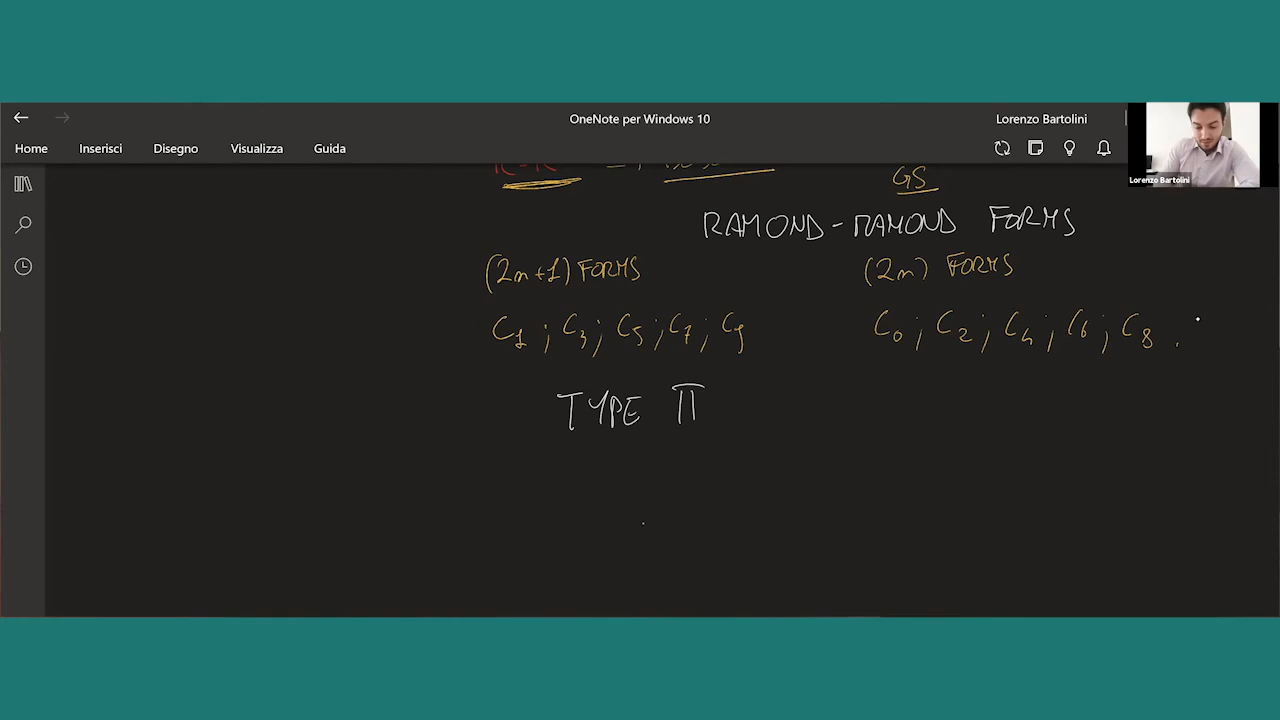 OneNote per Windows 10
Lorenzo Bartolini
Home Inserisci Disegno Visualizza Guida
Lorenzo Bartolini
GS
RAMOND-RAMOND FORMS
(2n+1) FORMS (2n) FORMS
C1; C3; C5; C7; C9 C0; C2; C4; C6; C8;
TYPE II